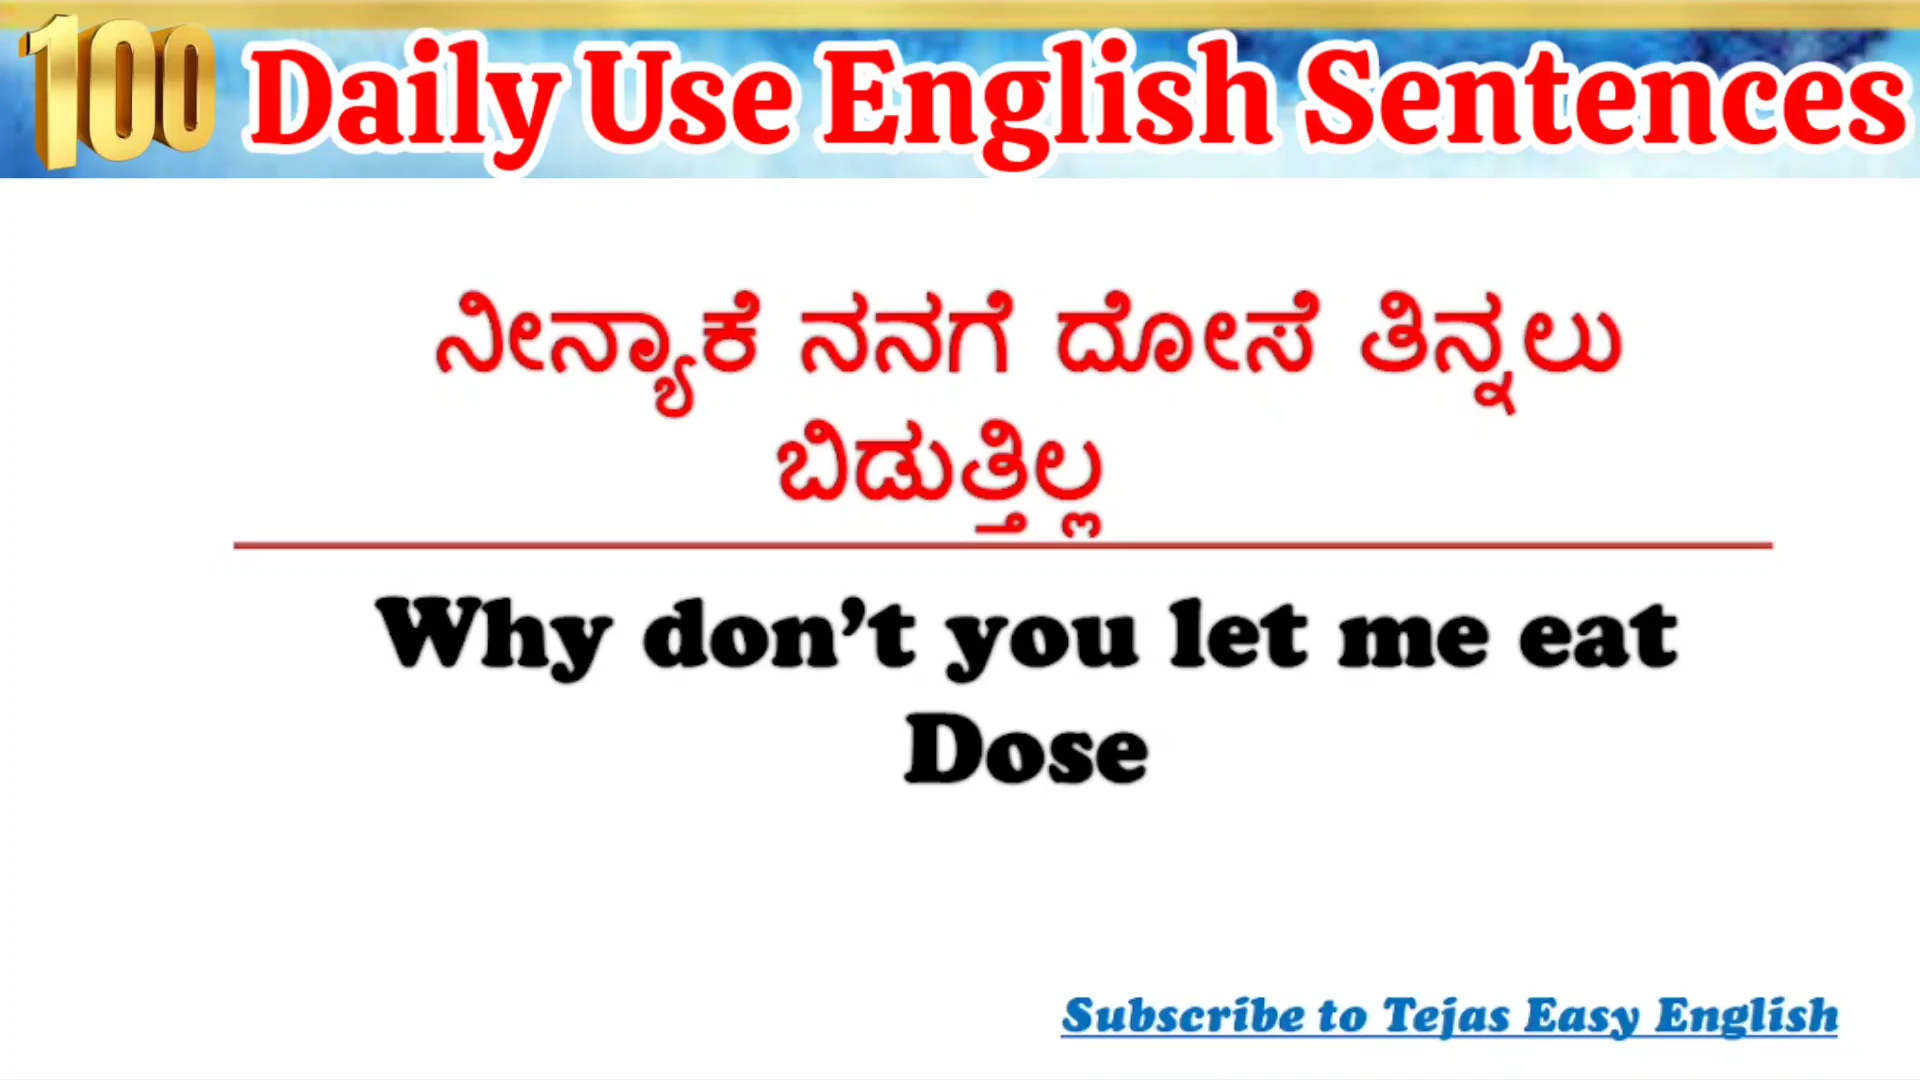 100 Daily Use English Sentences
ನೀನ್ಯಾಕೆ ನನಗೆ ದೋಸೆ ತಿನ್ನಲು
ಬಿಡುತ್ತಿಲ್ಲ
Why don’t you let me eat
Dose
Subscribe to Tejas Easy English